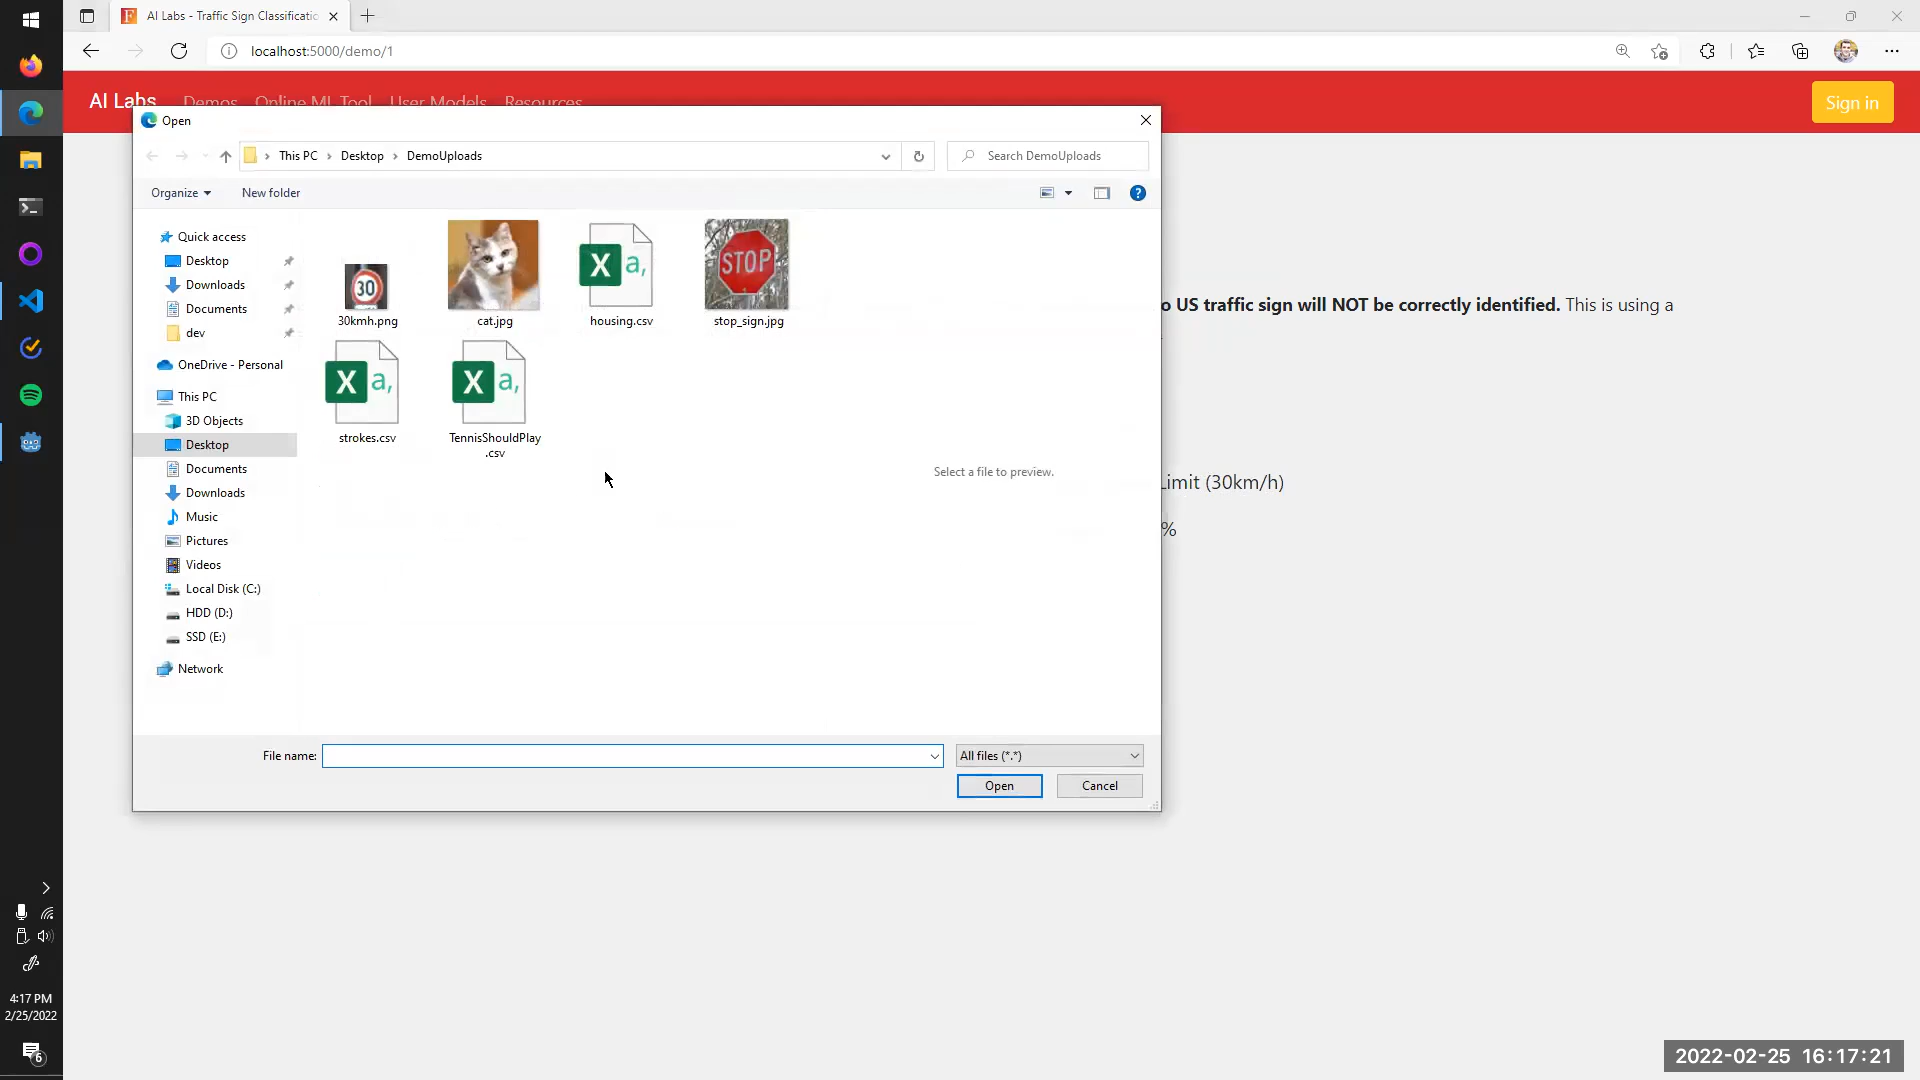 AI Labs - Traffic Sign Classificatio
localhost:5000/demo/1
AI Labs Demos Online ML Tool User Models Resources
Sign in
Open
This PC > Desktop > DemoUploads
Search DemoUploads
Organize
New folder
Quick access
Desktop
Downloads
Documents
dev
OneDrive - Personal
This PC
3D Objects
Desktop
Documents
Downloads
Music
Pictures
Videos
Local Disk (C:)
HDD (D:)
SSD (E:)
Network
30
30kmh.png
cat.jpg
X a,
housing.csv
STOP
stop_sign.jpg
X a,
strokes.csv
X a,
TennisShouldPlay
.csv
Select a file to preview.
o US traffic sign will NOT be correctly identified. This is using a
Limit (30km/h)
%
File name:
All files (*.*)
Open
Cancel
4:17 PM
2/25/2022
6
2022-02-25 16:17:21